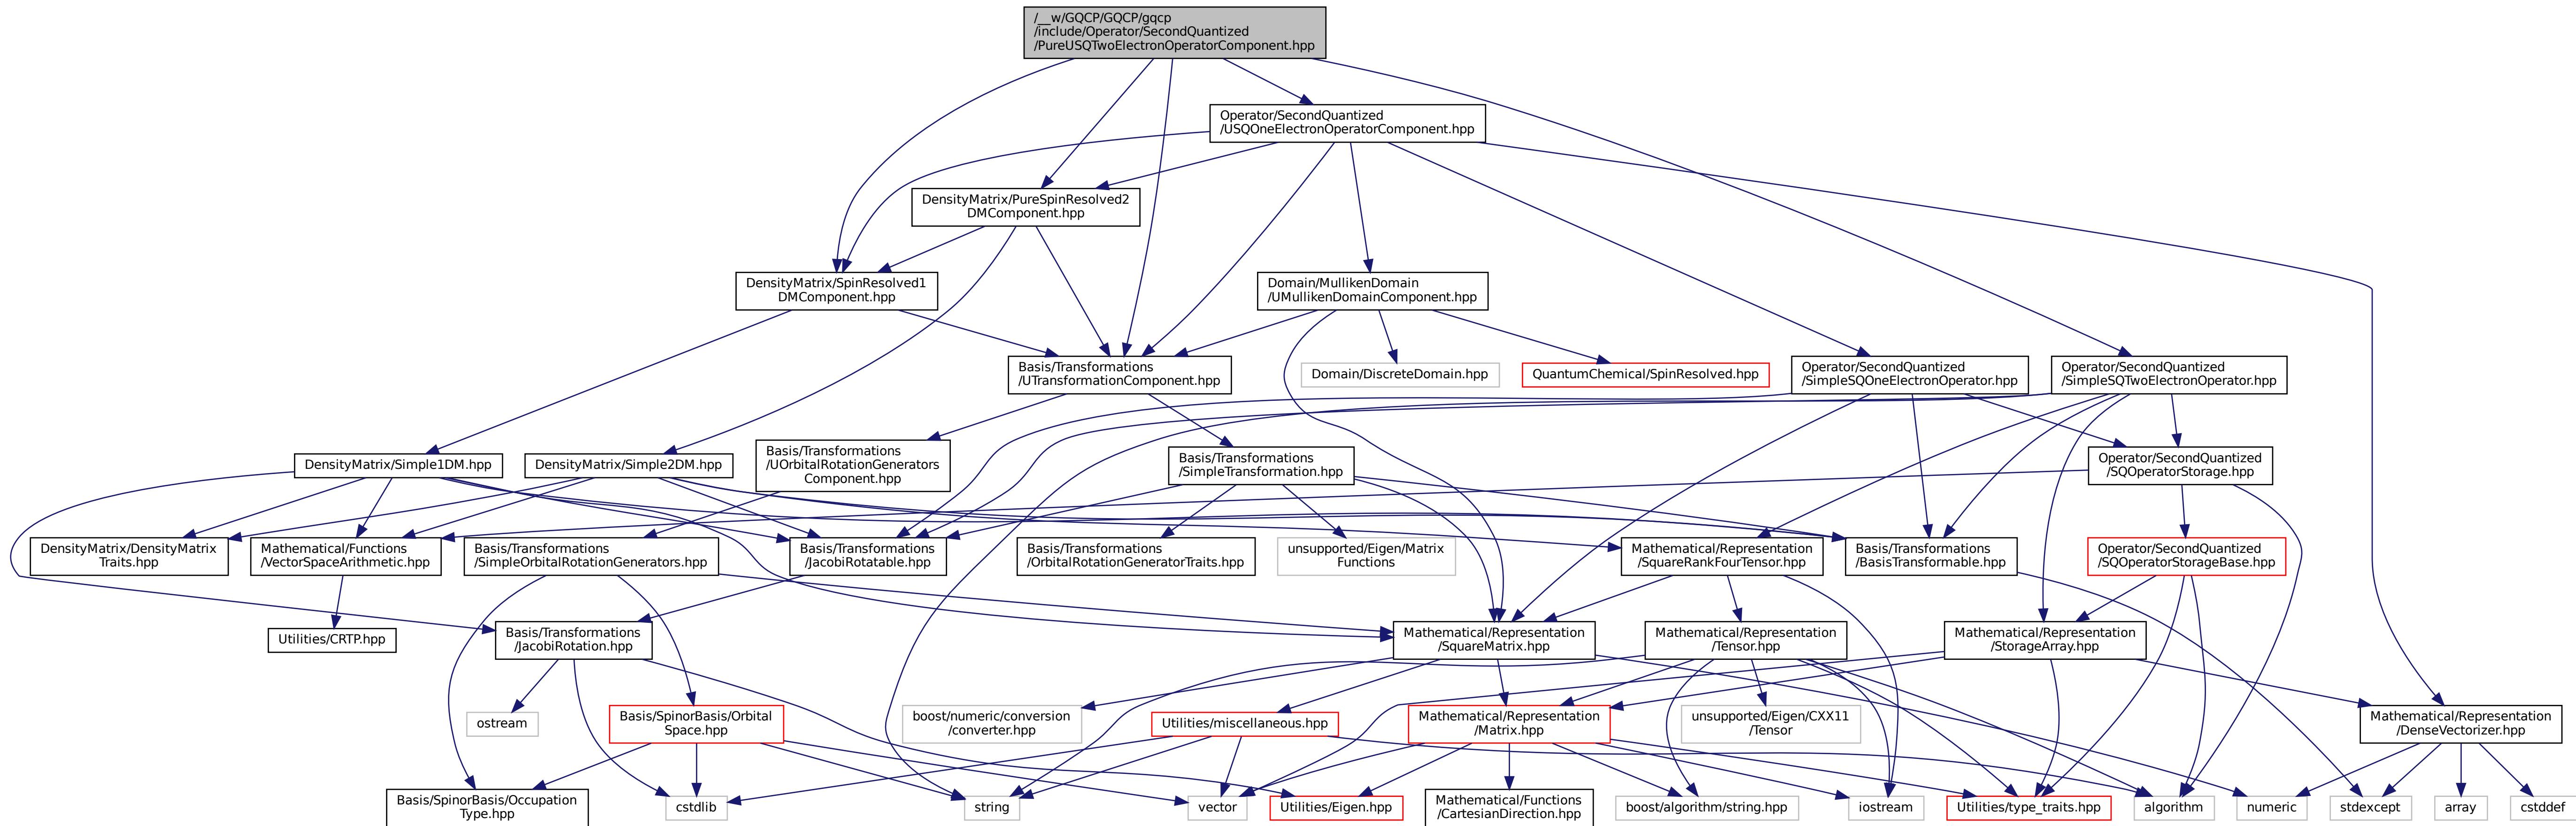 /__w/GQCP/GQCP/gqcp
/include/Operator/SecondQuantized
/PureUSQTwoElectronOperatorComponent.hpp
Operator/SecondQuantized
/USQOneElectronOperatorComponent.hpp
DensityMatrix/PureSpinResolved2
DMComponent.hpp
DensityMatrix/SpinResolved1
DMComponent.hpp
Domain/MullikenDomain
/UMullikenDomainComponent.hpp
Basis/Transformations
/UTransformationComponent.hpp
Domain/DiscreteDomain.hpp
QuantumChemical/SpinResolved.hpp
Operator/SecondQuantized
/SimpleSQOneElectronOperator.hpp
Operator/SecondQuantized
/SimpleSQTwoElectronOperator.hpp
DensityMatrix/Simple1DM.hpp
DensityMatrix/Simple2DM.hpp
Basis/Transformations
/UOrbitalRotationGenerators
Component.hpp
Basis/Transformations
/SimpleTransformation.hpp
Operator/SecondQuantized
/SQOperatorStorage.hpp
DensityMatrix/DensityMatrix
Traits.hpp
Mathematical/Functions
/VectorSpaceArithmetic.hpp
Basis/Transformations
/SimpleOrbitalRotationGenerators.hpp
Basis/Transformations
/JacobiRotatable.hpp
Basis/Transformations
/OrbitalRotationGeneratorTraits.hpp
unsupported/Eigen/Matrix
Functions
Mathematical/Representation
/SquareRankFourTensor.hpp
Basis/Transformations
/BasisTransformable.hpp
Operator/SecondQuantized
/SQOperatorStorageBase.hpp
Utilities/CRTP.hpp
Basis/Transformations
/JacobiRotation.hpp
Mathematical/Representation
/SquareMatrix.hpp
Mathematical/Representation
/Tensor.hpp
Mathematical/Representation
/StorageArray.hpp
ostream
Basis/SpinorBasis/Orbital
Space.hpp
boost/numeric/conversion
/converter.hpp
Utilities/miscellaneous.hpp
Mathematical/Representation
/Matrix.hpp
unsupported/Eigen/CXX11
/Tensor
Mathematical/Representation
/DenseVectorizer.hpp
Basis/SpinorBasis/Occupation
Type.hpp
cstdlib
string
vector
Utilities/Eigen.hpp
Mathematical/Functions
/CartesianDirection.hpp
boost/algorithm/string.hpp
iostream
Utilities/type_traits.hpp
algorithm
numeric
stdexcept
array
cstddef